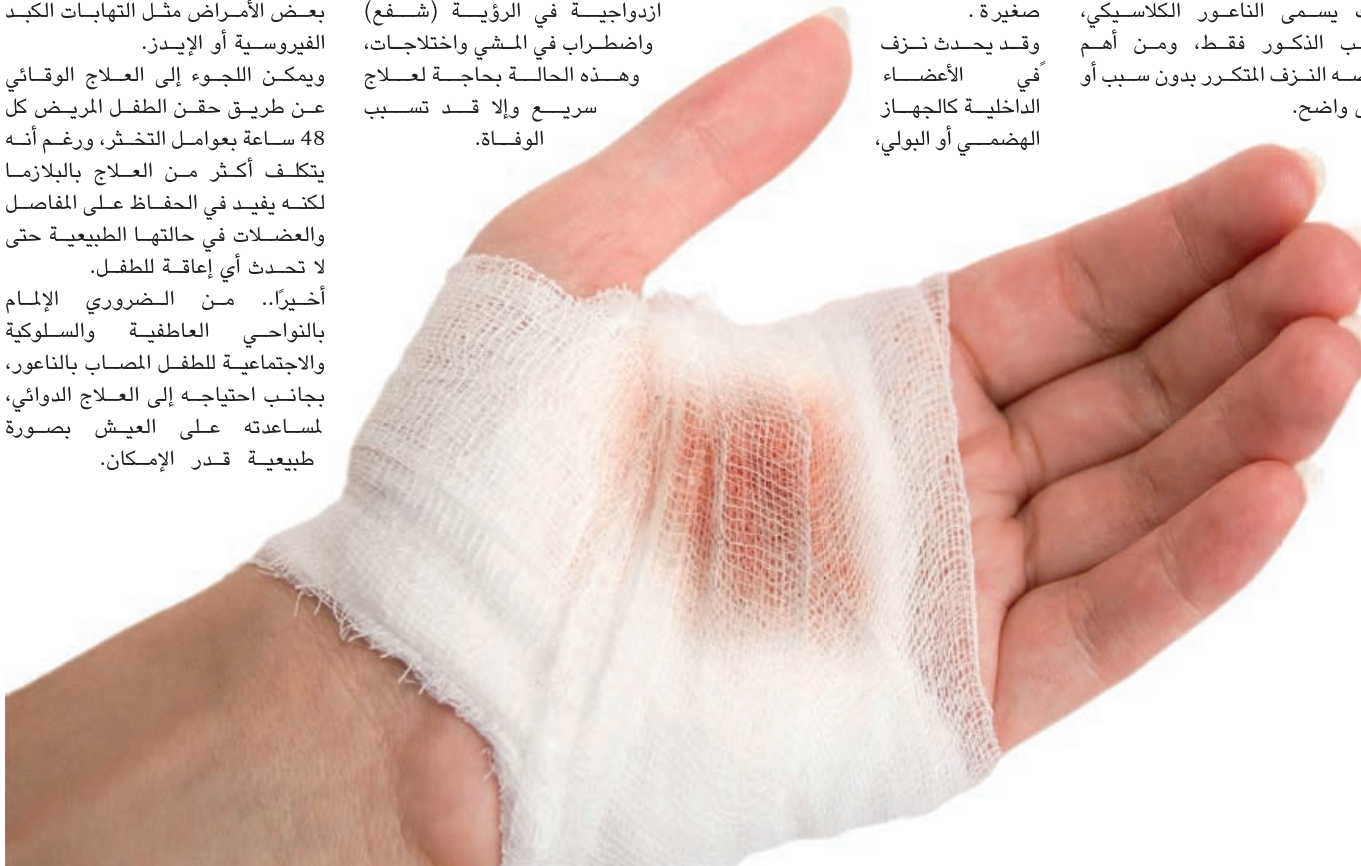 يسمى الناعور الكلاسيكي،
الذكور فقط، ومن أهم
النزف المتكرر بدون سبب أو
واضح.
صغيرة.
وقد يحدث نزف
في الأعضاء
الداخلية كالجهاز
الهضمي أو البولي،
ازدواجية في الرؤية (شفع)
واضطراب في المشي واختلاجات،
وهذه الحالة بحاجة لعلاج
سريع وإلا قد تسبب
الوفاة.
بعض الأمراض مثل التهابات الكبد
الفيروسية أو الإيدز.
ويمكن اللجوء إلى العلاج الوقائي
عن طريق حقن الطفل المريض كل
48 ساعة بعوامل التخثر، ورغم أنه
يتكلف أكثر من العلاج بالبلازما
لكنه يفيد في الحفاظ على المفاصل
والعضلات في حالتها الطبيعية حتى
لا تحدث أي إعاقة للطفل.
أخيرًا.. من الضروري الإلمام
بالنواحي العاطفية والسلوكية
والاجتماعية للطفل المصاب بالناعور،
بجانب احتياجه إلى العلاج الدوائي،
لمساعدته على العيش بصورة
طبيعية قدر الإمكان.